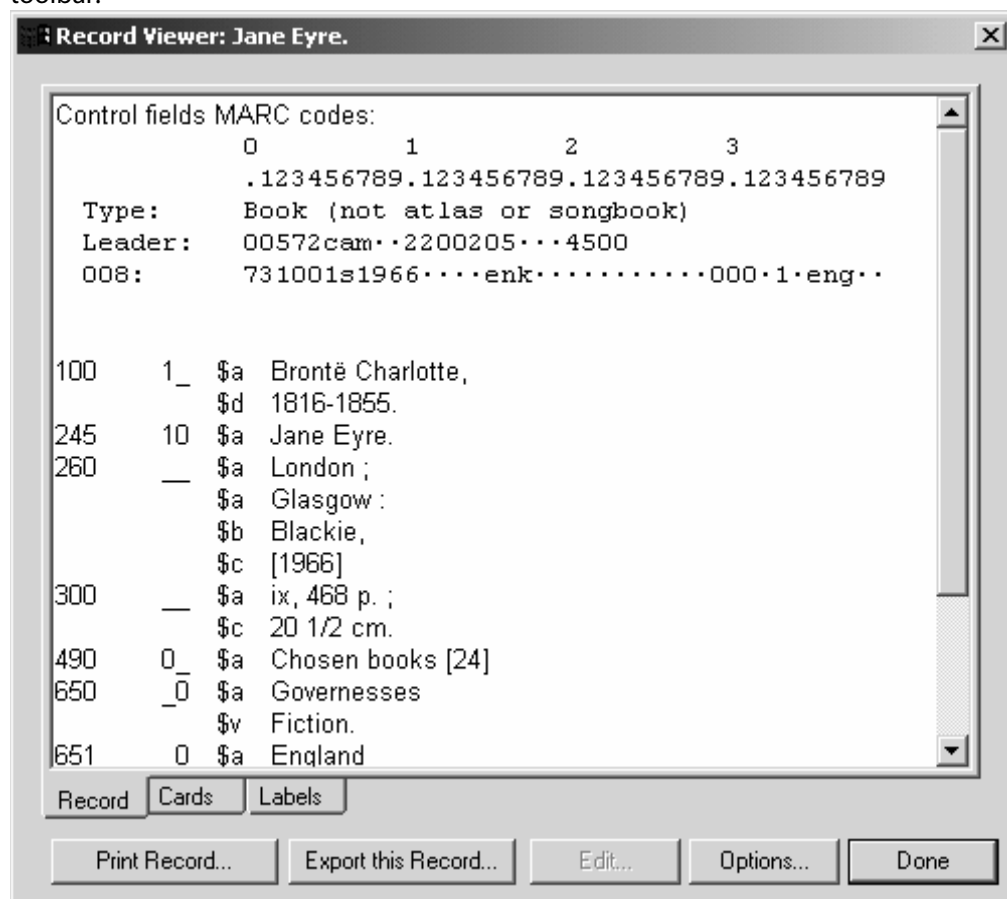 toolbar.
Record Viewer: Jane Eyre.
Control fields MARC codes:
0 1 2 3
.123456789.123456789.123456789.123456789
Type: Book (not atlas or songbook)
Leader: 00572cam··2200205···4500
008: 731001s1966····enk···········000·1·eng··
100 1_ $a Brontë Charlotte,
$d 1816-1855.
245 10 $a Jane Eyre.
260 __ $a London ;
$a Glasgow :
$b Blackie,
$c [1966]
300 __ $a ix, 468 p. ;
$c 20 1/2 cm.
490 0_ $a Chosen books [24]
650 _0 $a Governesses
$v Fiction.
651 0 $a England
Record Cards Labels
Print Record... Export this Record... Edit... Options... Done